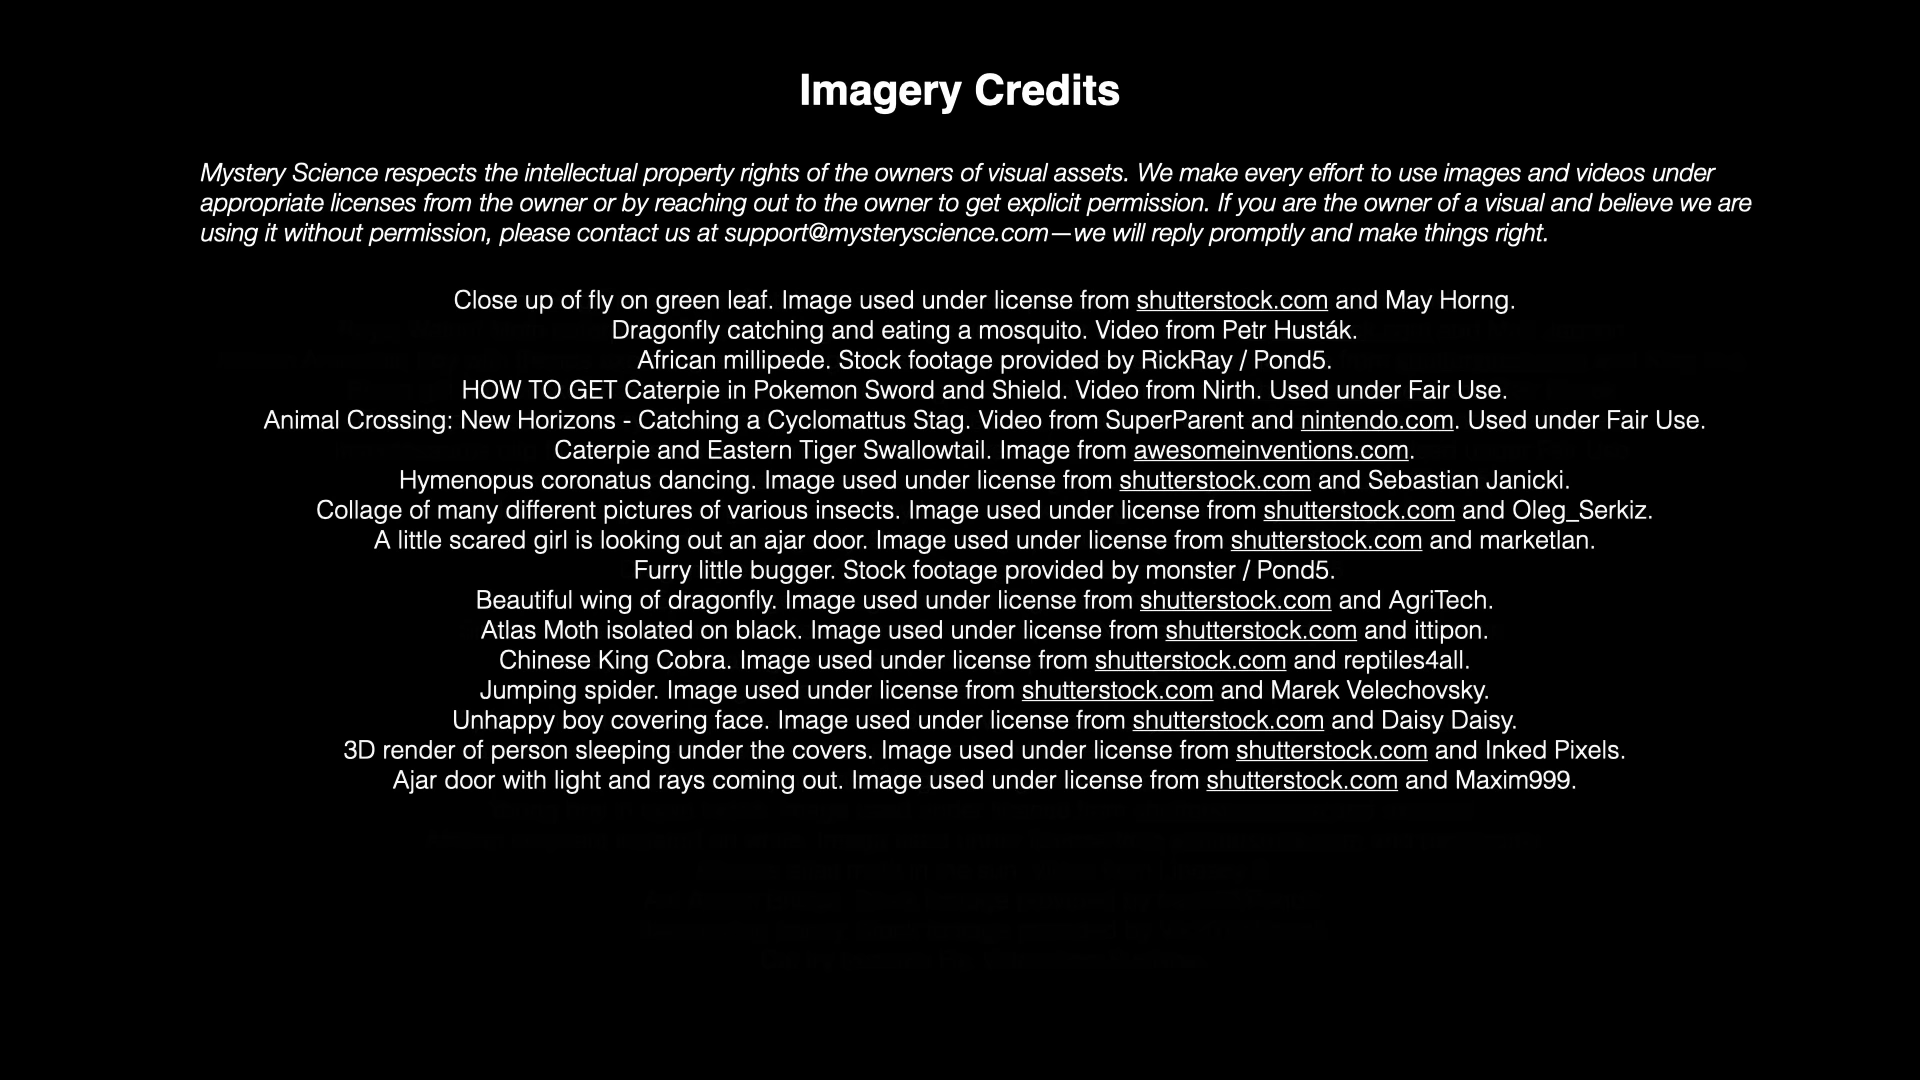 Imagery Credits
Mystery Science respects the intellectual property rights of the owners of visual assets. We make every effort to use images and videos under
appropriate licenses from the owner or by reaching out to the owner to get explicit permission. If you are the owner of a visual and believe we are
using it without permission, please contact us at support@mysteryscience.com—we will reply promptly and make things right.
Close up of fly on green leaf. Image used under license from shutterstock.com and May Horng.
Dragonfly catching and eating a mosquito. Video from Petr Husták.
African millipede. Stock footage provided by RickRay / Pond5.
HOW TO GET Caterpie in Pokemon Sword and Shield. Video from Nirth. Used under Fair Use.
Animal Crossing: New Horizons - Catching a Cyclomattus Stag. Video from SuperParent and nintendo.com. Used under Fair Use.
Caterpie and Eastern Tiger Swallowtail. Image from awesomeinventions.com.
Hymenopus coronatus dancing. Image used under license from shutterstock.com and Sebastian Janicki.
Collage of many different pictures of various insects. Image used under license from shutterstock.com and Oleg_Serkiz.
A little scared girl is looking out an ajar door. Image used under license from shutterstock.com and marketlan.
Furry little bugger. Stock footage provided by monster / Pond5.
Beautiful wing of dragonfly. Image used under license from shutterstock.com and AgriTech.
Atlas Moth isolated on black. Image used under license from shutterstock.com and ittipon.
Chinese King Cobra. Image used under license from shutterstock.com and reptiles4all.
Jumping spider. Image used under license from shutterstock.com and Marek Velechovsky.
Unhappy boy covering face. Image used under license from shutterstock.com and Daisy Daisy.
3D render of person sleeping under the covers. Image used under license from shutterstock.com and Inked Pixels.
Ajar door with light and rays coming out. Image used under license from shutterstock.com and Maxim999.